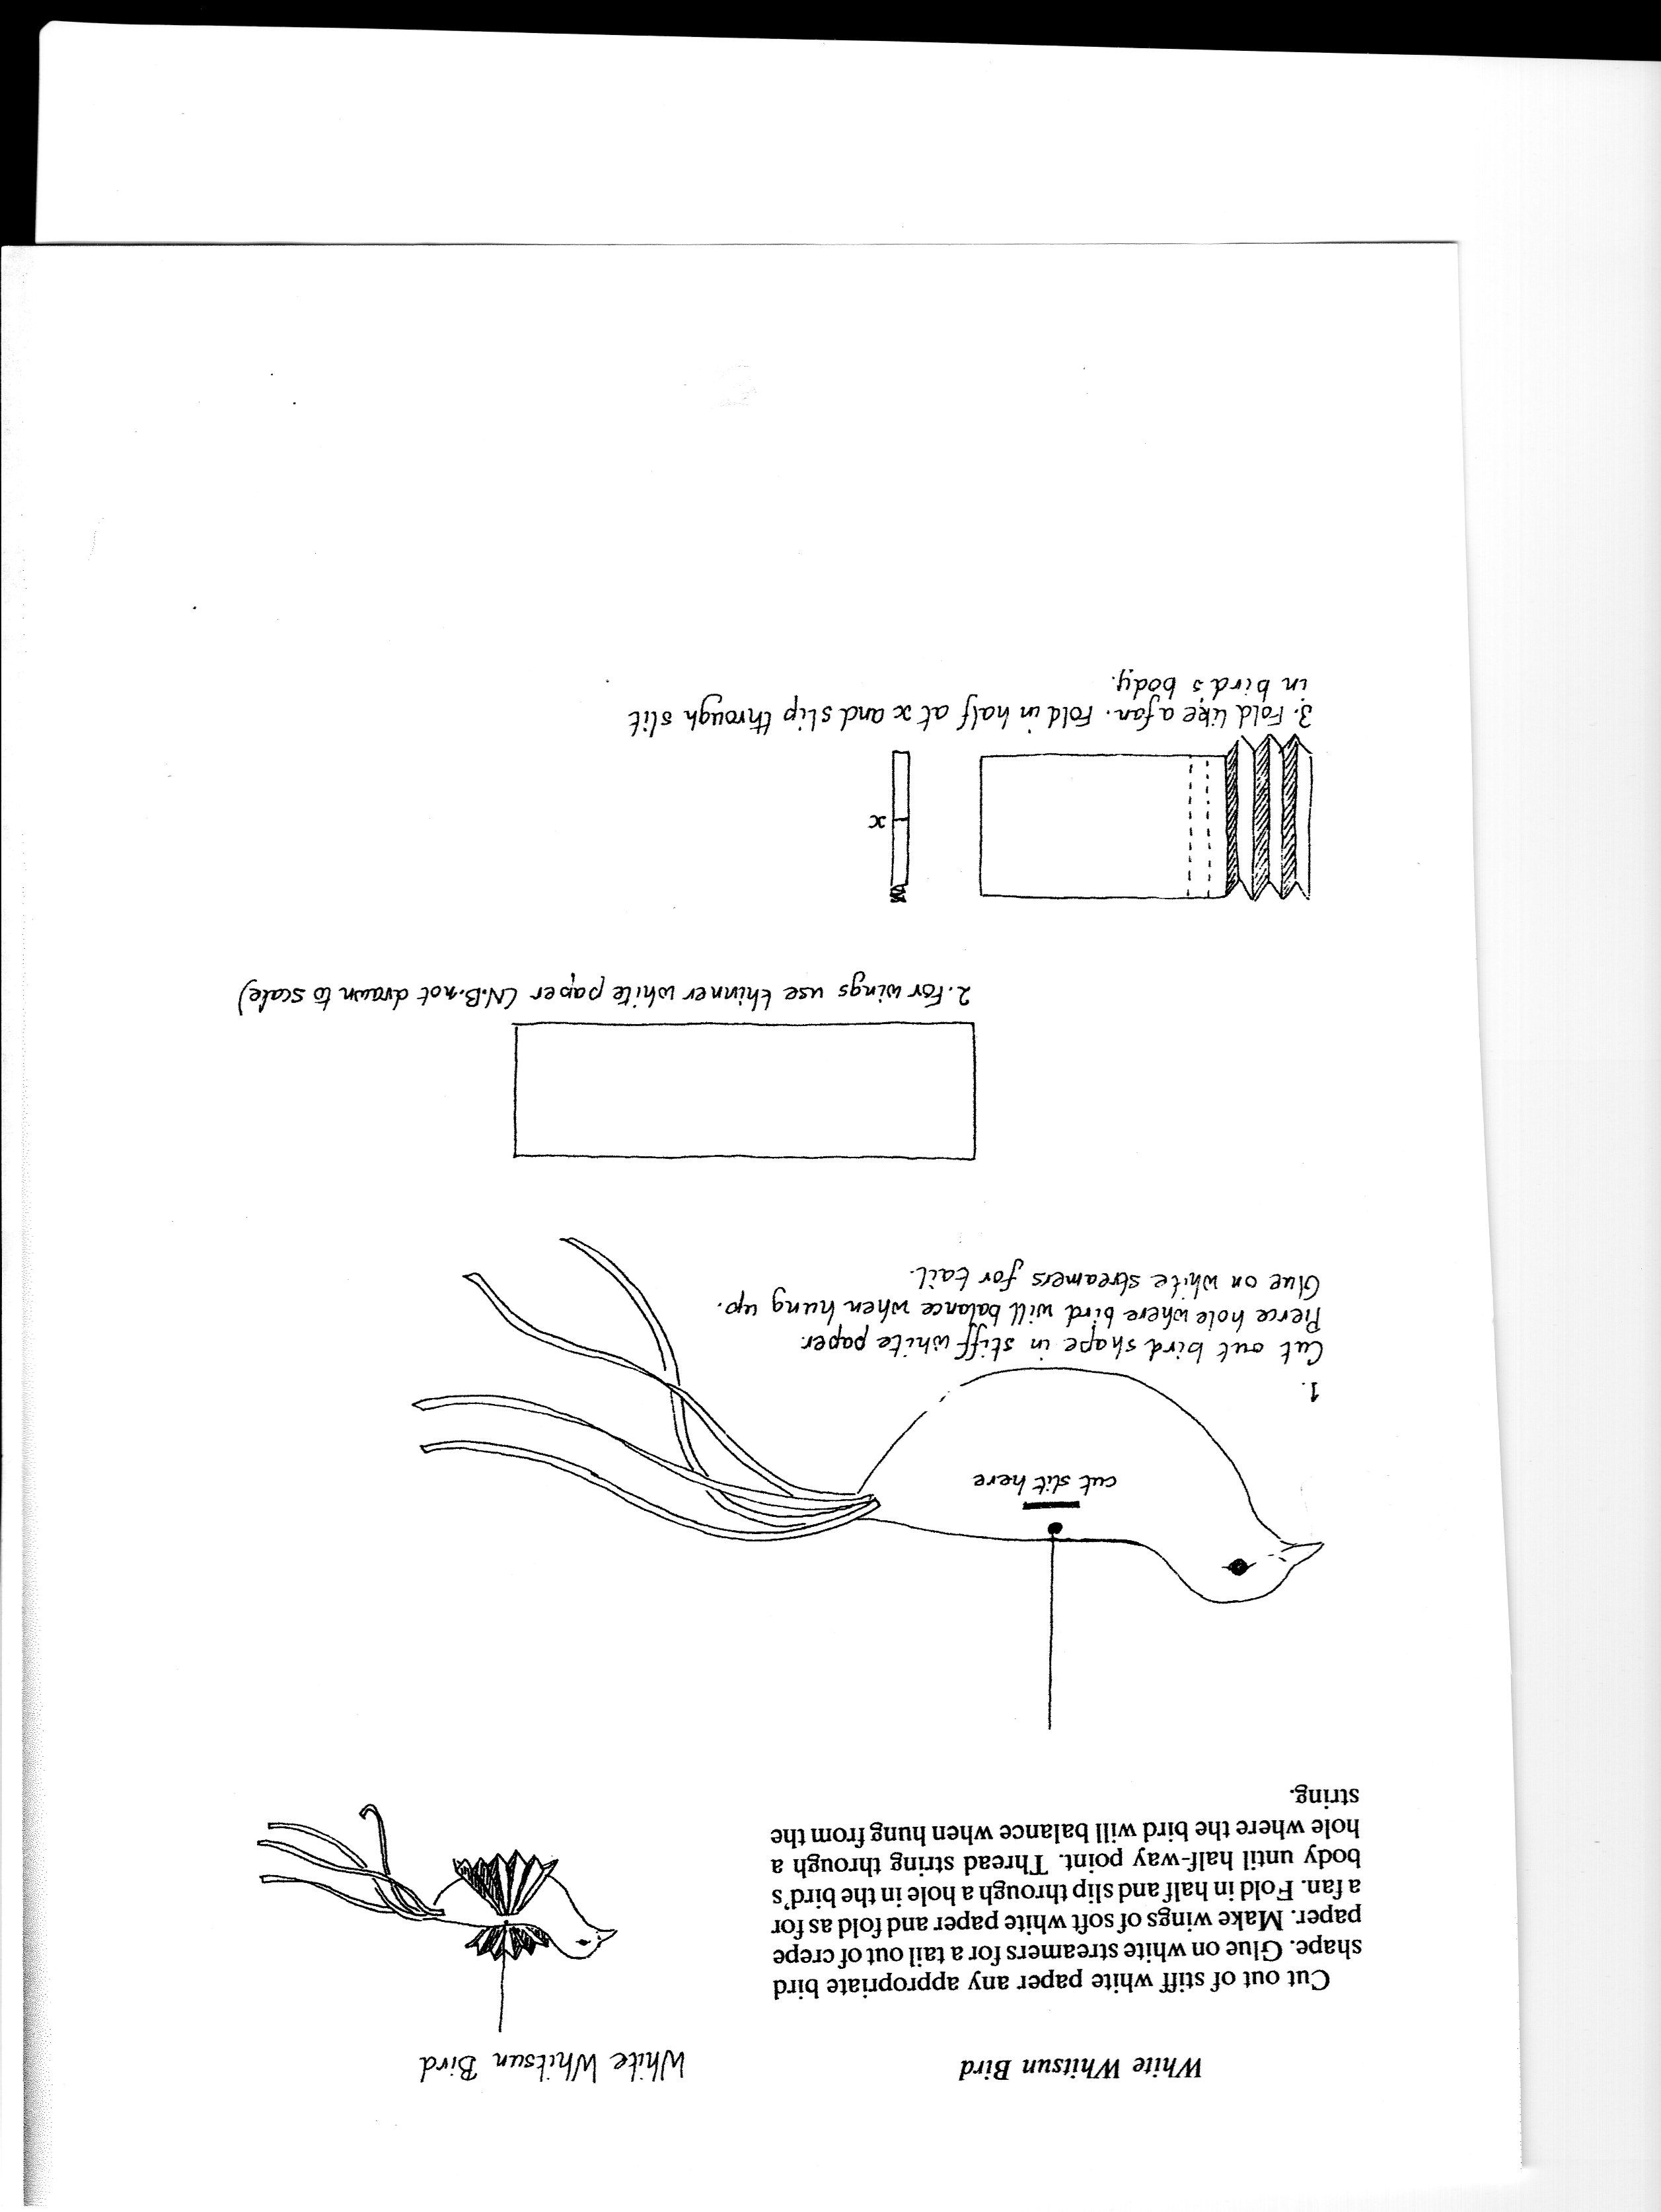 White Whitsun Bird
White Whitsun Bird
Cut out of stiff white paper any appropriate bird
shape. Glue on white streamers for a tail out of crepe
paper. Make wings of soft white paper and fold as for
a fan. Fold in half and slip through a hole in the bird's
body until half-way point. Thread string through a
hole where the bird will balance when hung from the
string.
cut slit here
1.
Cut out bird shape in stiff white paper.
Pierce hole where bird will balance when hung up.
Glue on white streamers for tail.
2. For wings use thinner white paper (N.B. not drawn to scale)
x
3. Fold like a fan. Fold in half at x and slip through slit
in bird's body.